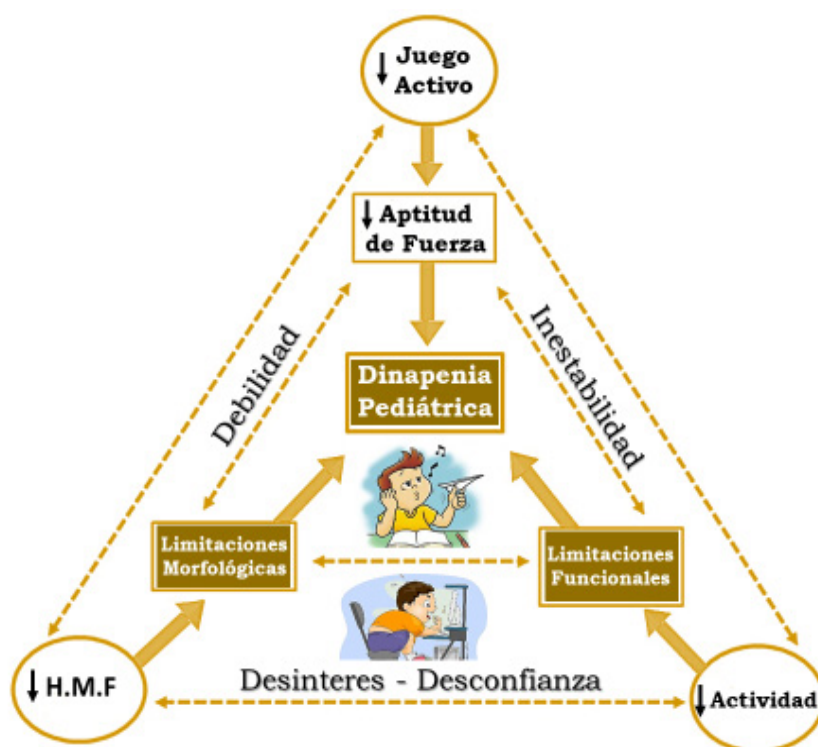 ↓ Juego
Activo
↓ Aptitud
de Fuerza
Debilidad
Inestabilidad
Dinapenia
Pediátrica
Limitaciones
Morfológicas
Limitaciones
Funcionales
↓ H.M.F
Desinteres - Desconfianza
↓ Actividad